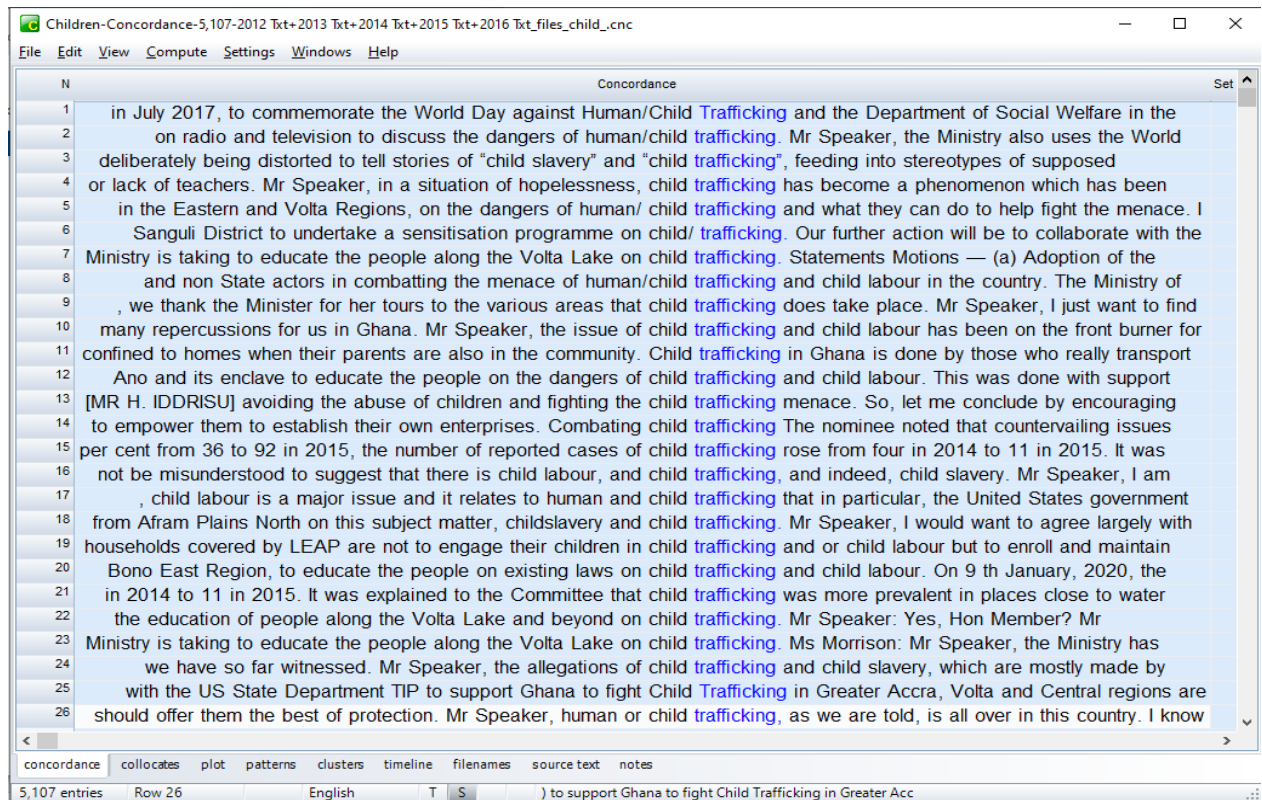 Children-Concordance-5,107-2012 Txt+2013 Txt+2014 Txt+2015 Txt+2016 Txt_files_child_.cnc
File Edit View Compute Settings Windows Help
N Concordance Set
1 in July 2017, to commemorate the World Day against Human/Child Trafficking and the Department of Social Welfare in the
2 on radio and television to discuss the dangers of human/child trafficking. Mr Speaker, the Ministry also uses the World
3 deliberately being distorted to tell stories of “child slavery” and “child trafficking”, feeding into stereotypes of supposed
4 or lack of teachers. Mr Speaker, in a situation of hopelessness, child trafficking has become a phenomenon which has been
5 in the Eastern and Volta Regions, on the dangers of human/ child trafficking and what they can do to help fight the menace. I
6 Sanguli District to undertake a sensitisation programme on child/ trafficking. Our further action will be to collaborate with the
7 Ministry is taking to educate the people along the Volta Lake on child trafficking. Statements Motions — (a) Adoption of the
8 and non State actors in combatting the menace of human/child trafficking and child labour in the country. The Ministry of
9 , we thank the Minister for her tours to the various areas that child trafficking does take place. Mr Speaker, I just want to find
10 many repercussions for us in Ghana. Mr Speaker, the issue of child trafficking and child labour has been on the front burner for
11 confined to homes when their parents are also in the community. Child trafficking in Ghana is done by those who really transport
12 Ano and its enclave to educate the people on the dangers of child trafficking and child labour. This was done with support
13 [MR H. IDDRISU] avoiding the abuse of children and fighting the child trafficking menace. So, let me conclude by encouraging
14 to empower them to establish their own enterprises. Combating child trafficking The nominee noted that countervailing issues
15 per cent from 36 to 92 in 2015, the number of reported cases of child trafficking rose from four in 2014 to 11 in 2015. It was
16 not be misunderstood to suggest that there is child labour, and child trafficking, and indeed, child slavery. Mr Speaker, I am
17 , child labour is a major issue and it relates to human and child trafficking that in particular, the United States government
18 from Afram Plains North on this subject matter, childslavery and child trafficking. Mr Speaker, I would want to agree largely with
19 households covered by LEAP are not to engage their children in child trafficking and or child labour but to enroll and maintain
20 Bono East Region, to educate the people on existing laws on child trafficking and child labour. On 9 th January, 2020, the
21 in 2014 to 11 in 2015. It was explained to the Committee that child trafficking was more prevalent in places close to water
22 the education of people along the Volta Lake and beyond on child trafficking. Mr Speaker: Yes, Hon Member? Mr
23 Ministry is taking to educate the people along the Volta Lake on child trafficking. Ms Morrison: Mr Speaker, the Ministry has
24 we have so far witnessed. Mr Speaker, the allegations of child trafficking and child slavery, which are mostly made by
25 with the US State Department TIP to support Ghana to fight Child Trafficking in Greater Accra, Volta and Central regions are
26 should offer them the best of protection. Mr Speaker, human or child trafficking, as we are told, is all over in this country. I know
concordance collocates plot patterns clusters timeline filenames source text notes
5,107 entries Row 26 English T S ) to support Ghana to fight Child Trafficking in Greater Acc